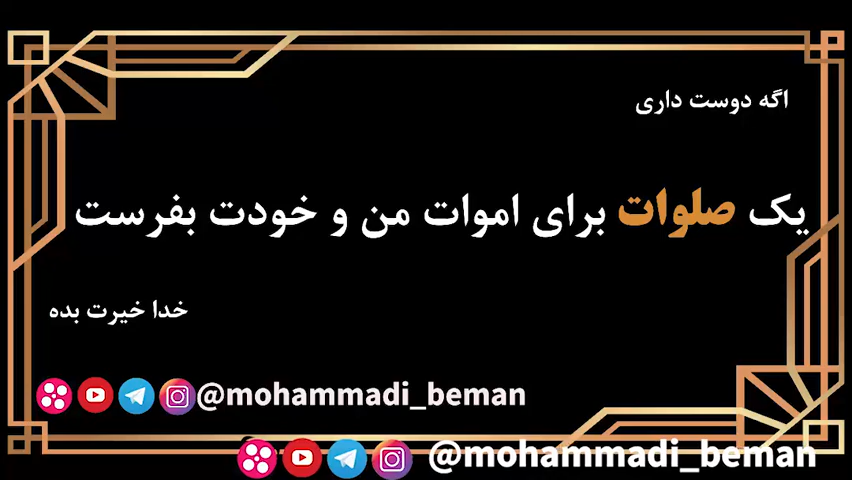 اگه دوست داری
یک صلوات برای اموات من و خودت بفرست
خدا خیرت بده
@mohammadi_beman
@mohammadi_beman